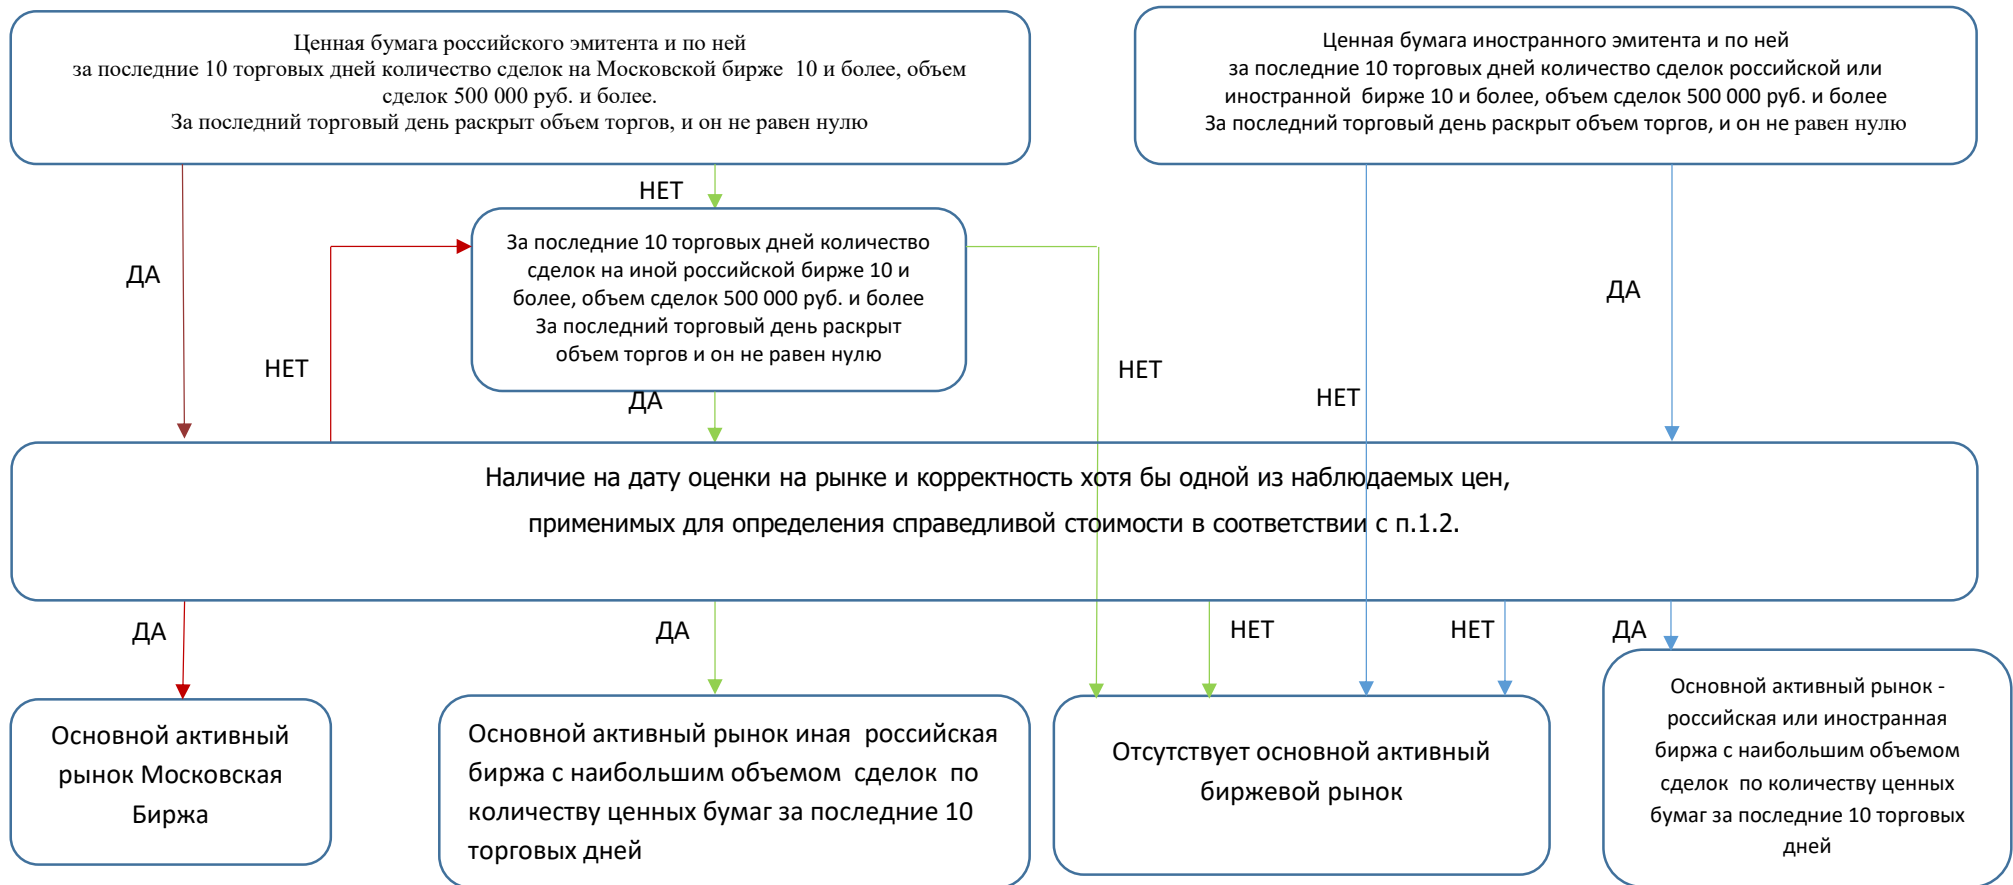 Ценная бумага российского эмитента и по ней
за последние 10 торговых дней количество сделок на Московской бирже 10 и более, объем
сделок 500 000 руб. и более.
За последний торговый день раскрыт объем торгов, и он не равен нулю
Ценная бумага иностранного эмитента и по ней
за последние 10 торговых дней количество сделок российской или
иностранной бирже 10 и более, объем сделок 500 000 руб. и более
За последний торговый день раскрыт объем торгов, и он не равен нулю
НЕТ
За последние 10 торговых дней количество
сделок на иной российской бирже 10 и
более, объем сделок 500 000 руб. и более
За последний торговый день раскрыт
объем торгов и он не равен нулю
ДА
ДА
НЕТ
НЕТ
НЕТ
ДА
Наличие на дату оценки на рынке и корректность хотя бы одной из наблюдаемых цен,
применимых для определения справедливой стоимости в соответствии с п.1.2.
ДА
ДА
НЕТ
НЕТ
ДА
Основной активный
рынок Московская
Биржа
Основной активный рынок иная российская
биржа с наибольшим объемом сделок по
количеству ценных бумаг за последние 10
торговых дней
Отсутствует основной активный
биржевой рынок
Основной активный рынок -
российская или иностранная
биржа с наибольшим объемом
сделок по количеству ценных
бумаг за последние 10 торговых
дней